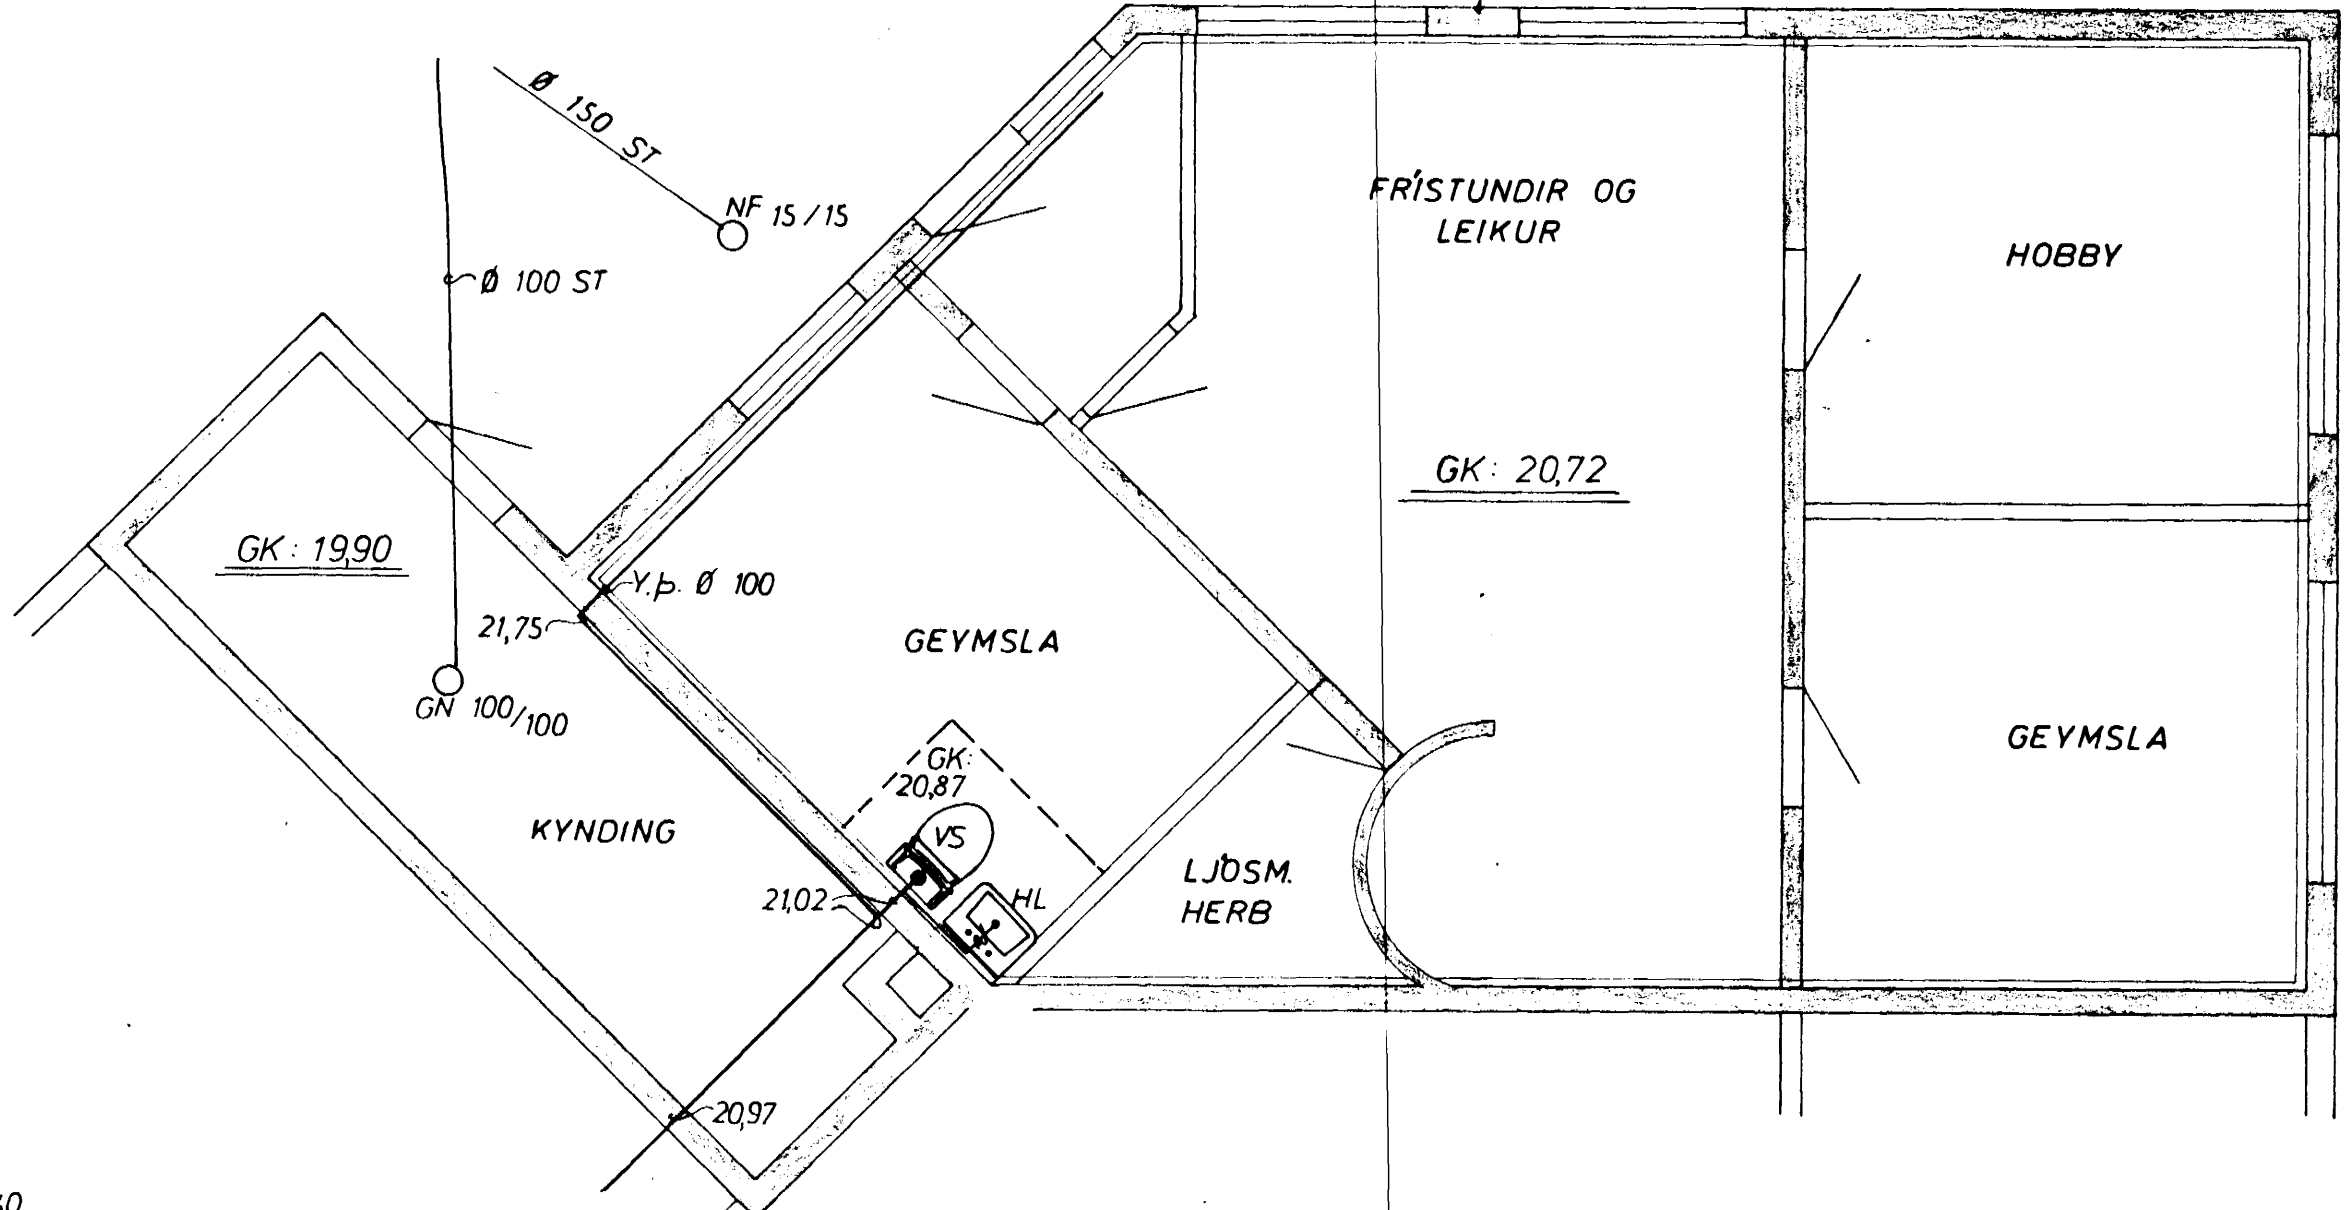 Ø 150 ST
NF 15/15
Ø 100 ST
FRÍSTUNDIR OG
LEIKUR
HOBBY
GK: 20,72
GK: 19,90
Y.þ. Ø 100
21,75
GEYMSLA
GN 100/100
GEYMSLA
GK:
20,87
VS
KYNDING
LJÓSM.
HERB
21,02
HL
20,97